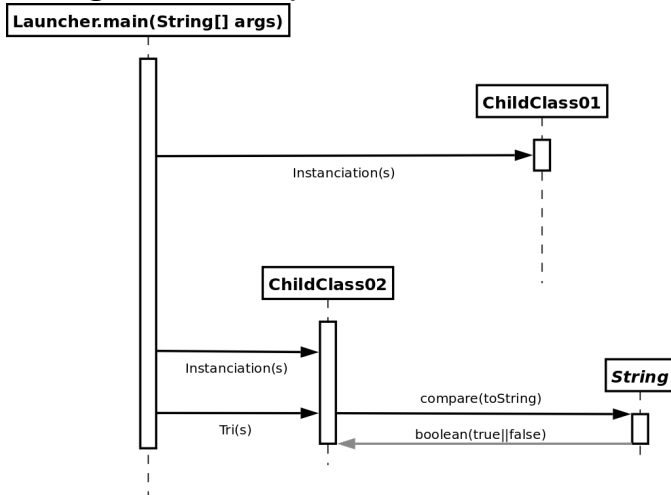 Launcher.main(String[] args)
ChildClass01
Instanciation(s)
ChildClass02
Instanciation(s)
String
compare(toString)
Tri(s)
boolean(true||false)